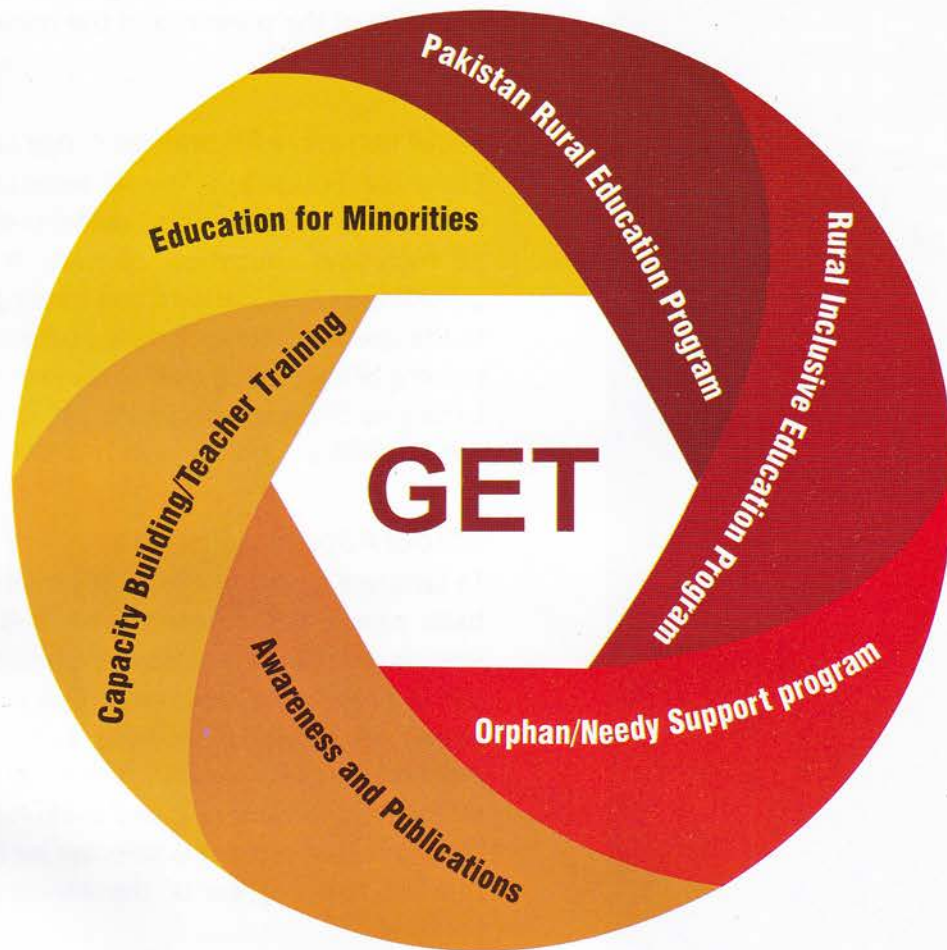 Pakistan Rural Education Program
Rural Inclusive Education Program
Orphan/Needy Support program
Awareness and Publications
Capacity Building/Teacher Training
Education for Minorities
GET